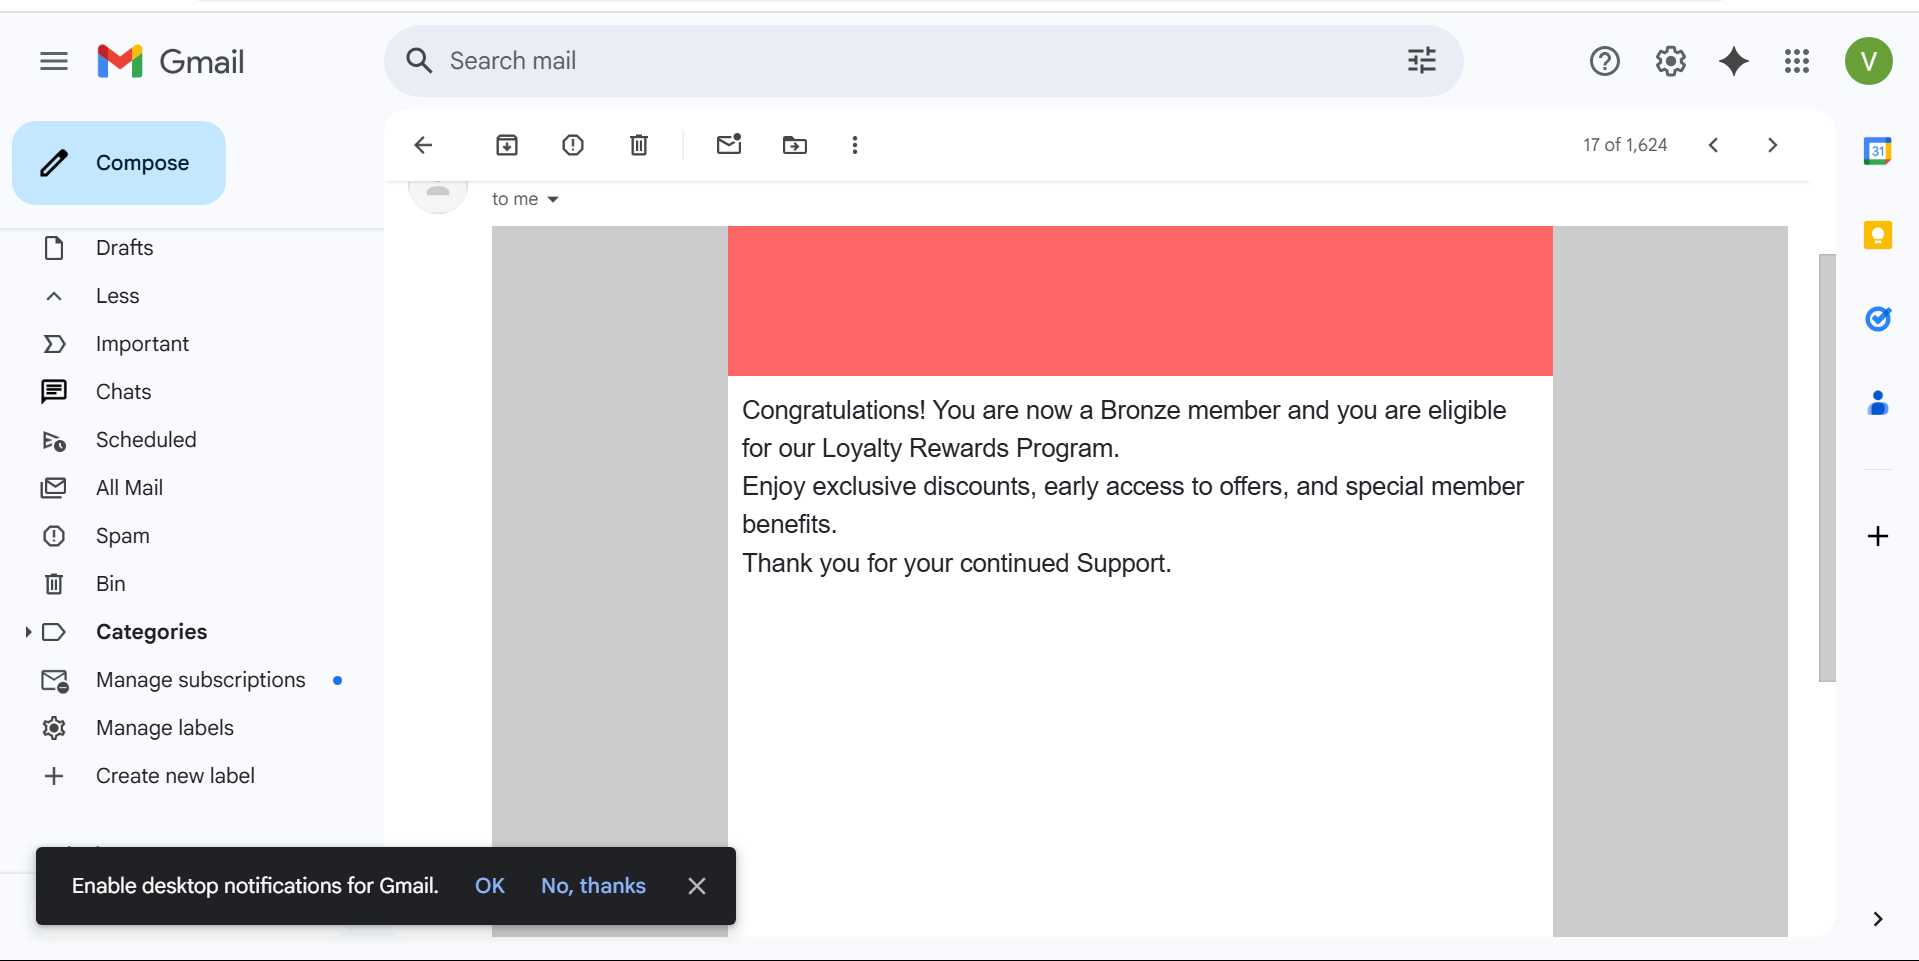 Gmail
Search mail
V
Compose
17 of 1,624
31
to me
Drafts
Less
Important
Chats
Scheduled
All Mail
Spam
Bin
Categories
Manage subscriptions
Manage labels
Create new label
Congratulations! You are now a Bronze member and you are eligible
for our Loyalty Rewards Program.
Enjoy exclusive discounts, early access to offers, and special member
benefits.
Thank you for your continued Support.
Enable desktop notifications for Gmail. OK No, thanks